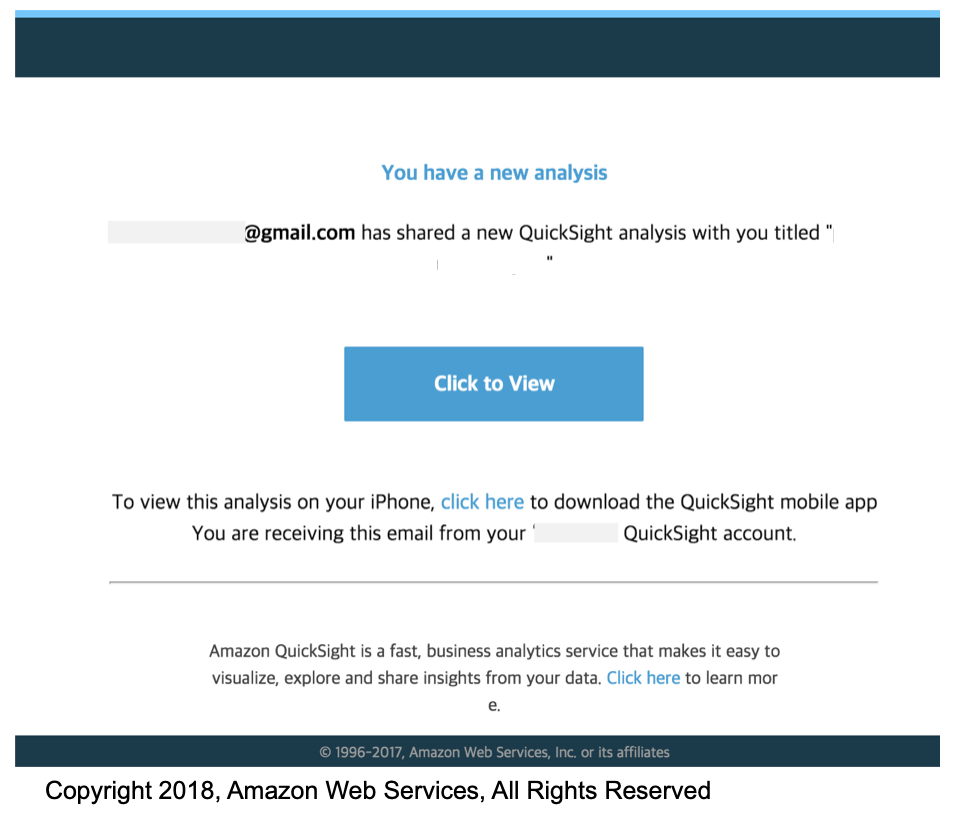 You have a new analysis
@gmail.com has shared a new QuickSight analysis with you titled "
"
Click to View
To view this analysis on your iPhone, click here to download the QuickSight mobile app
You are receiving this email from your ' QuickSight account.
Amazon QuickSight is a fast, business analytics service that makes it easy to
visualize, explore and share insights from your data. Click here to learn mor
e.
© 1996-2017, Amazon Web Services, Inc. or its affiliates
Copyright 2018, Amazon Web Services, All Rights Reserved